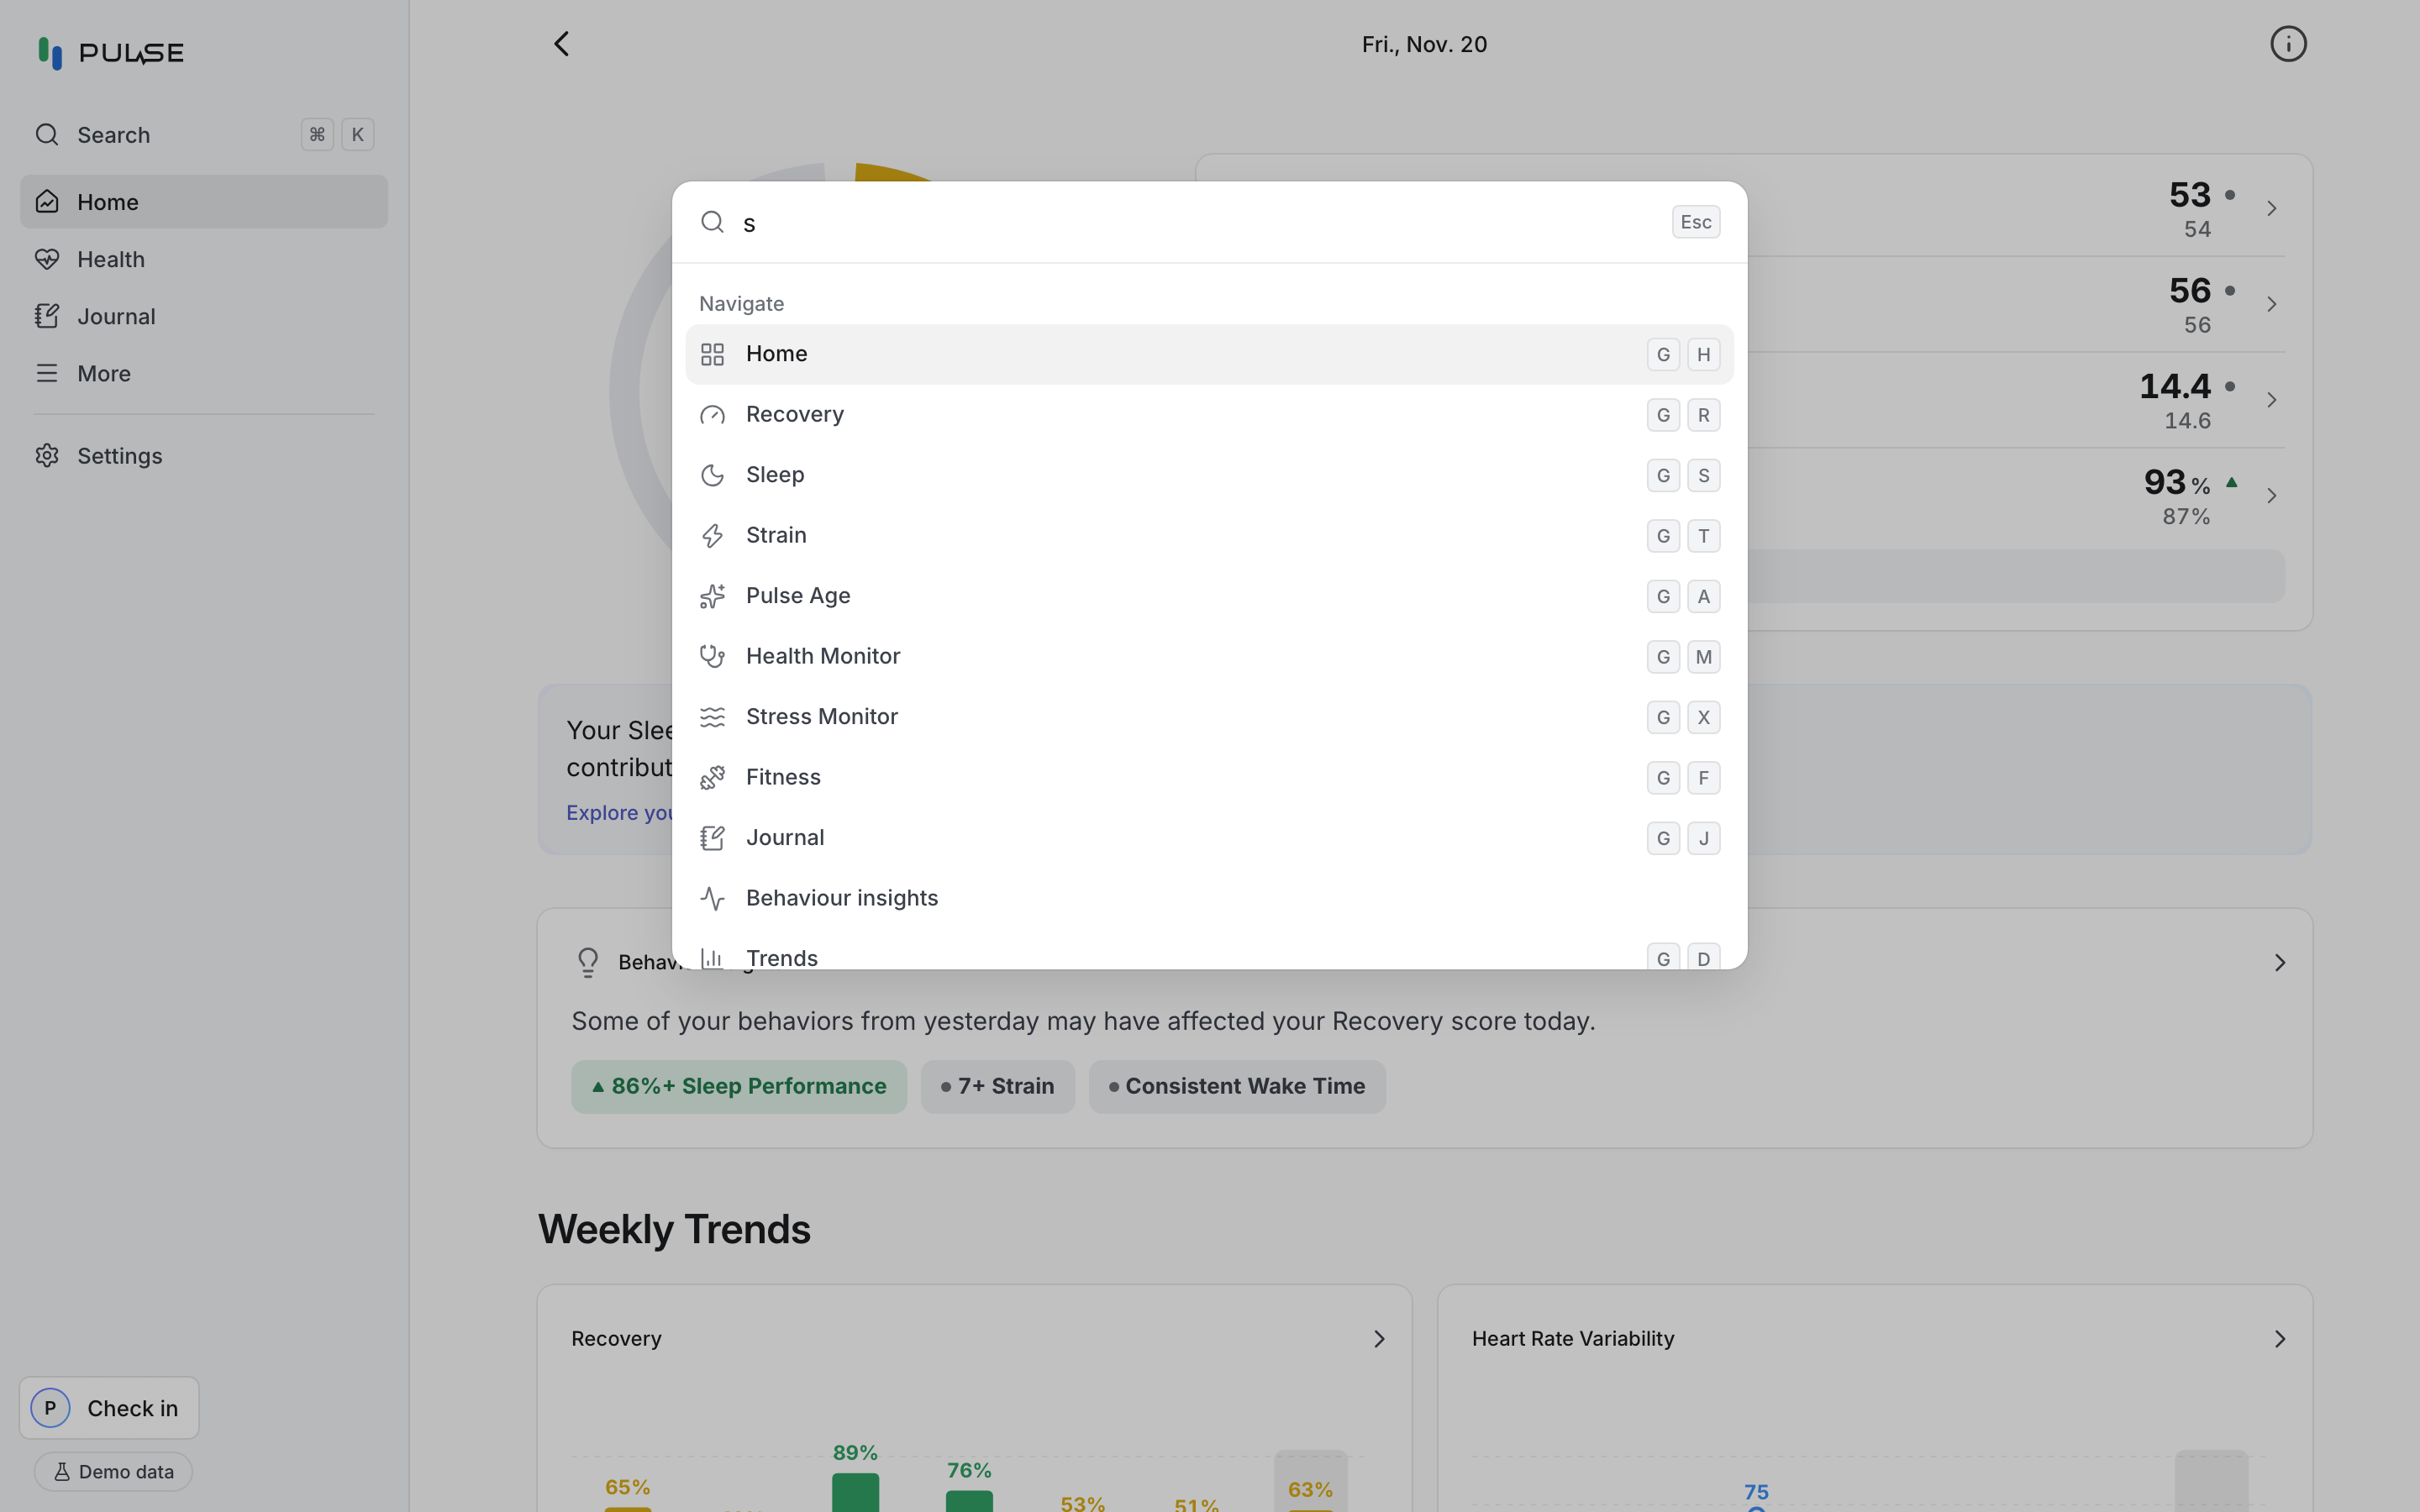 PULSE
Search ⌘ K
Home
Health
Journal
More
Settings
Check in
P
Demo data
Fri., Nov. 20
53
54
56
56
14.4
14.6
93 %
87%
s
Esc
Navigate
Home G H
Recovery G R
Sleep G S
Strain G T
Pulse Age G A
Health Monitor G M
Stress Monitor G X
Fitness G F
Journal G J
Behaviour insights
Trends G D
Your
contribut
Explore
Some of your behaviors from yesterday may have affected your Recovery score today.
86%+ Sleep Performance
7+ Strain
Consistent Wake Time
Weekly Trends
Recovery
65%
89%
76%
53%
51%
63%
Heart Rate Variability
75